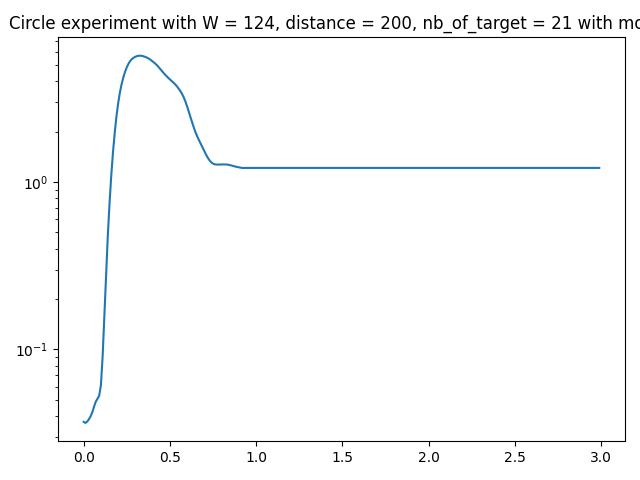 Circle experiment with W = 124, distance = 200, nb_of_target = 21 with mo
10⁰
10⁻¹
0.0 0.5 1.0 1.5 2.0 2.5 3.0